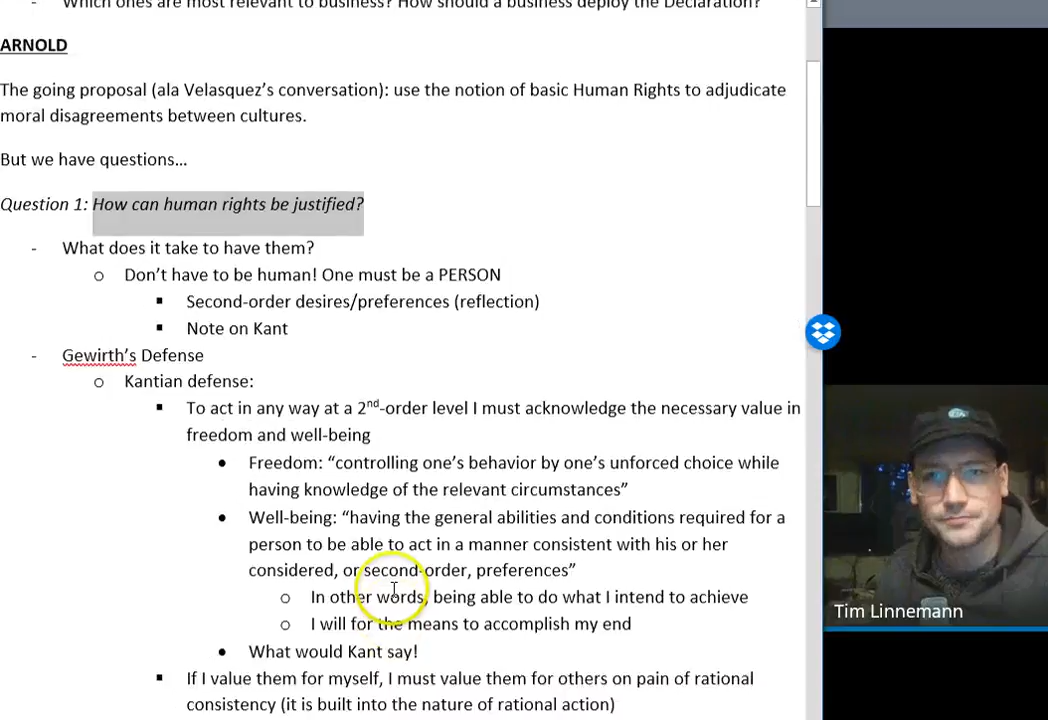 - Which ones are most relevant to business? How should a business deploy the Declaration?
ARNOLD
The going proposal (ala Velasquez's conversation): use the notion of basic Human Rights to adjudicate
moral disagreements between cultures.
But we have questions…
Question 1: How can human rights be justified?
- What does it take to have them?
o Don't have to be human! One must be a PERSON
▪ Second-order desires/preferences (reflection)
▪ Note on Kant
- Gewirth's Defense
o Kantian defense:
▪ To act in any way at a 2nd-order level I must acknowledge the necessary value in
freedom and well-being
• Freedom: "controlling one's behavior by one's unforced choice while
having knowledge of the relevant circumstances"
• Well-being: "having the general abilities and conditions required for a
person to be able to act in a manner consistent with his or her
considered, or second-order, preferences"
o In other words, being able to do what I intend to achieve
o I will for the means to accomplish my end
• What would Kant say!
▪ If I value them for myself, I must value them for others on pain of rational
consistency (it is built into the nature of rational action)
Tim Linnemann